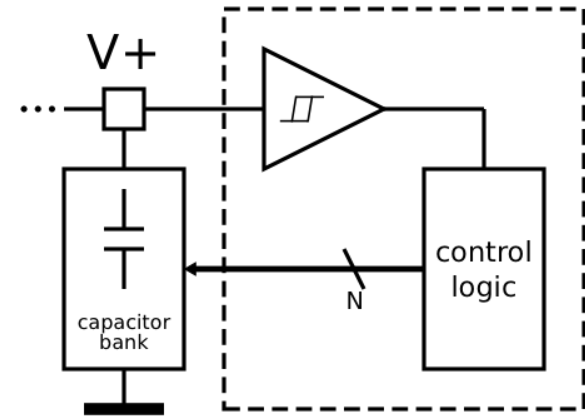 V+
...
control
logic
N
capacitor
bank